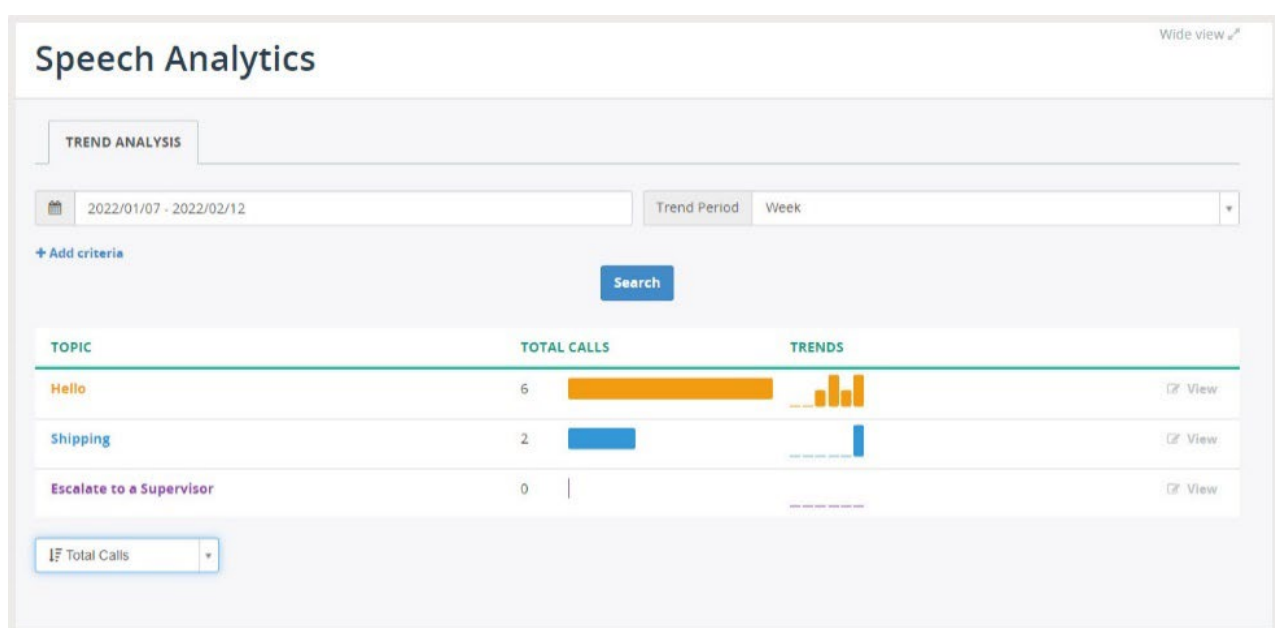 Wide view
Speech Analytics
TREND ANALYSIS
2022/01/07 - 2022/02/12 Trend Period Week
+ Add criteria
Search
TOPIC TOTAL CALLS TRENDS
Hello 6 View
Shipping 2 View
Escalate to a Supervisor 0 View
Total Calls